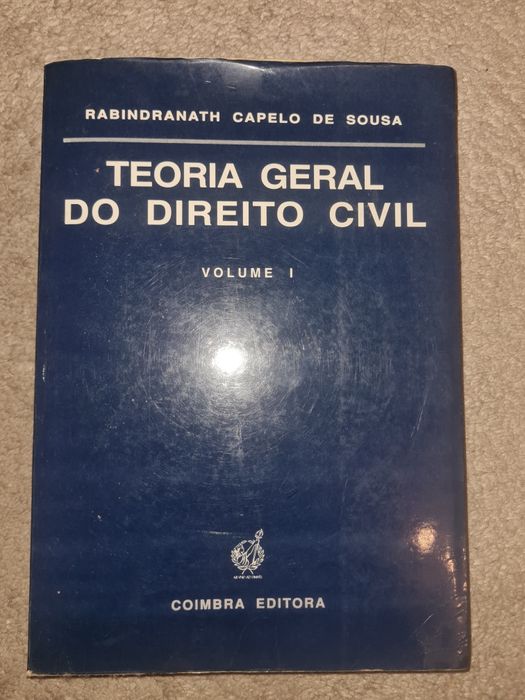 RABINDRANATH CAPELO DE SOUSA
TEORIA GERAL
DO DIREITO CIVIL
VOLUME I
COIMBRA EDITORA